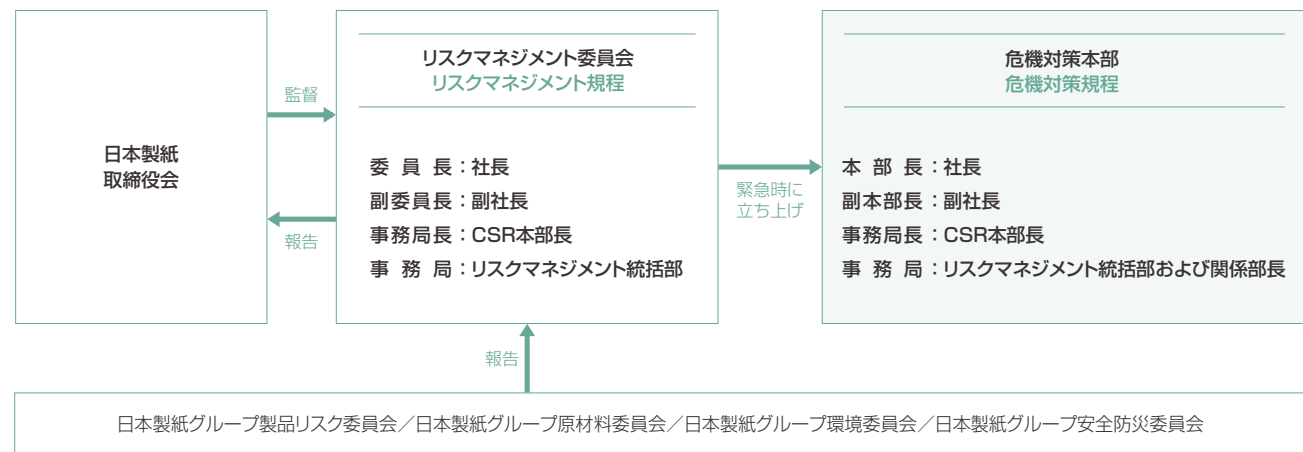 日本製紙
取締役会
監督
報告
リスクマネジメント委員会
リスクマネジメント規程
委員長：社長
副委員長：副社長
事務局長：CSR本部長
事務局：リスクマネジメント統括部
緊急時に
立ち上げ
危機対策本部
危機対策規程
本部長：社長
副本部長：副社長
事務局長：CSR本部長
事務局：リスクマネジメント統括部および関係部長
報告
日本製紙グループ製品リスク委員会／日本製紙グループ原材料委員会／日本製紙グループ環境委員会／日本製紙グループ安全防災委員会